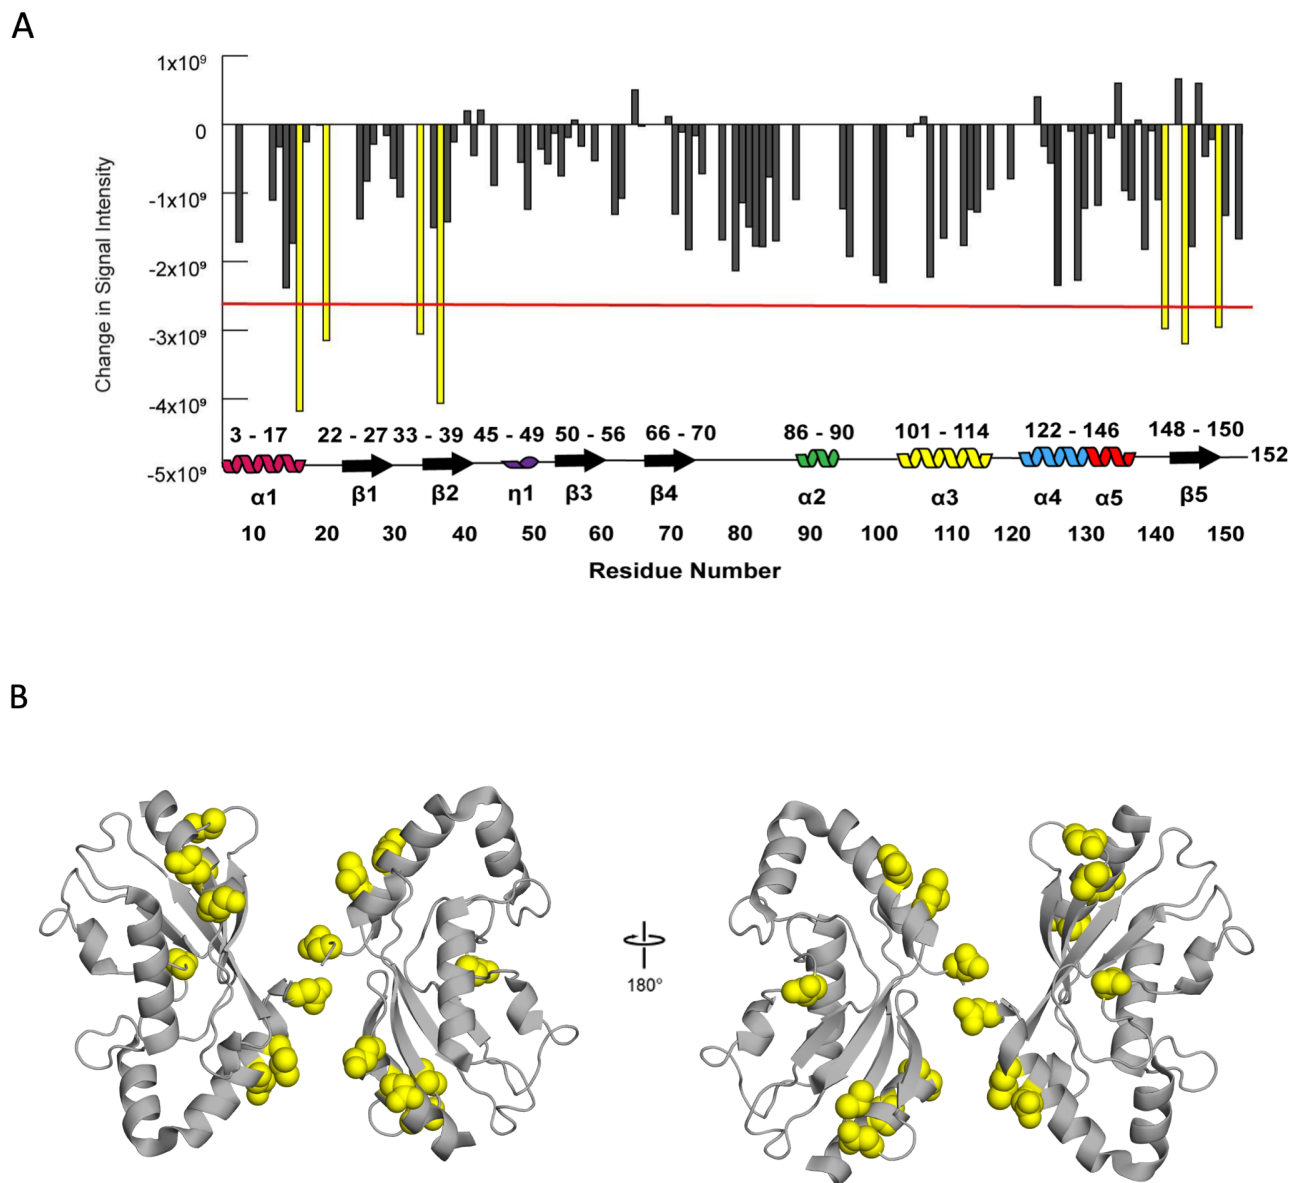 A
1x10⁹
0
-1x10⁹
-2x10⁹
-3x10⁹
-4x10⁹
-5x10⁹
Change in Signal Intensity
3 - 17 22 - 27 33 - 39 45 - 49 50 - 56 66 - 70 86 - 90 101 - 114 122 - 146 148 - 150
152
α1 β1 β2 η1 β3 β4 α2 α3 α4 α5 β5
10 20 30 40 50 60 70 80 90 100 110 120 130 140 150
Residue Number
B
180°